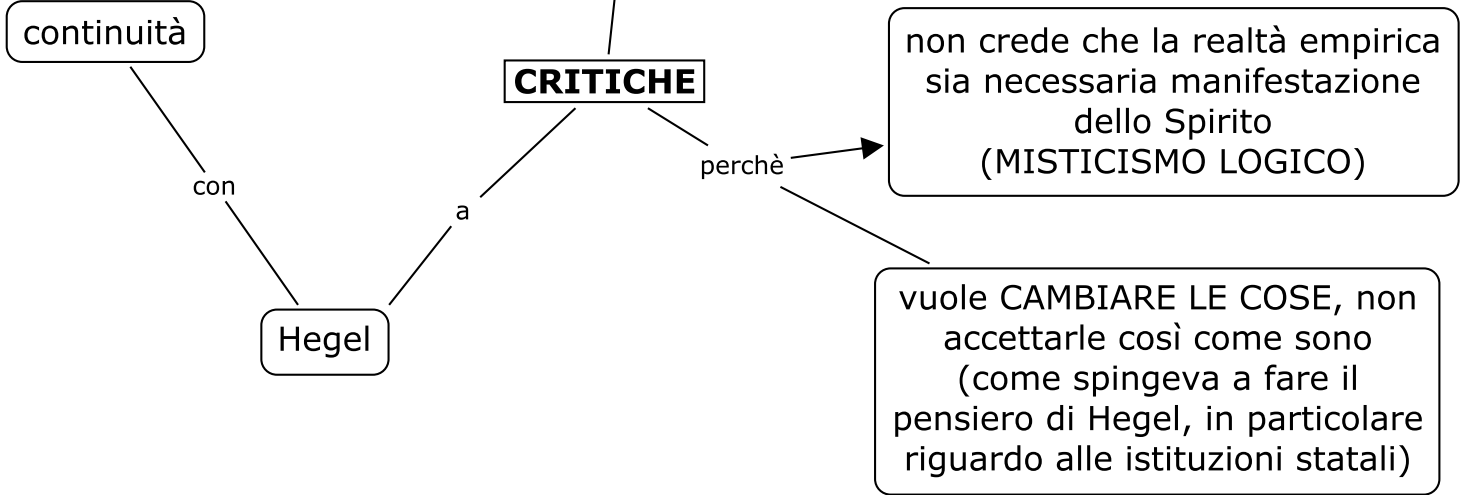 continuità
con
Hegel
CRITICHE
a
perchè
non crede che la realtà empirica
sia necessaria manifestazione
dello Spirito
(MISTICISMO LOGICO)
vuole CAMBIARE LE COSE, non
accettarle così come sono
(come spingeva a fare il
pensiero di Hegel, in particolare
riguardo alle istituzioni statali)